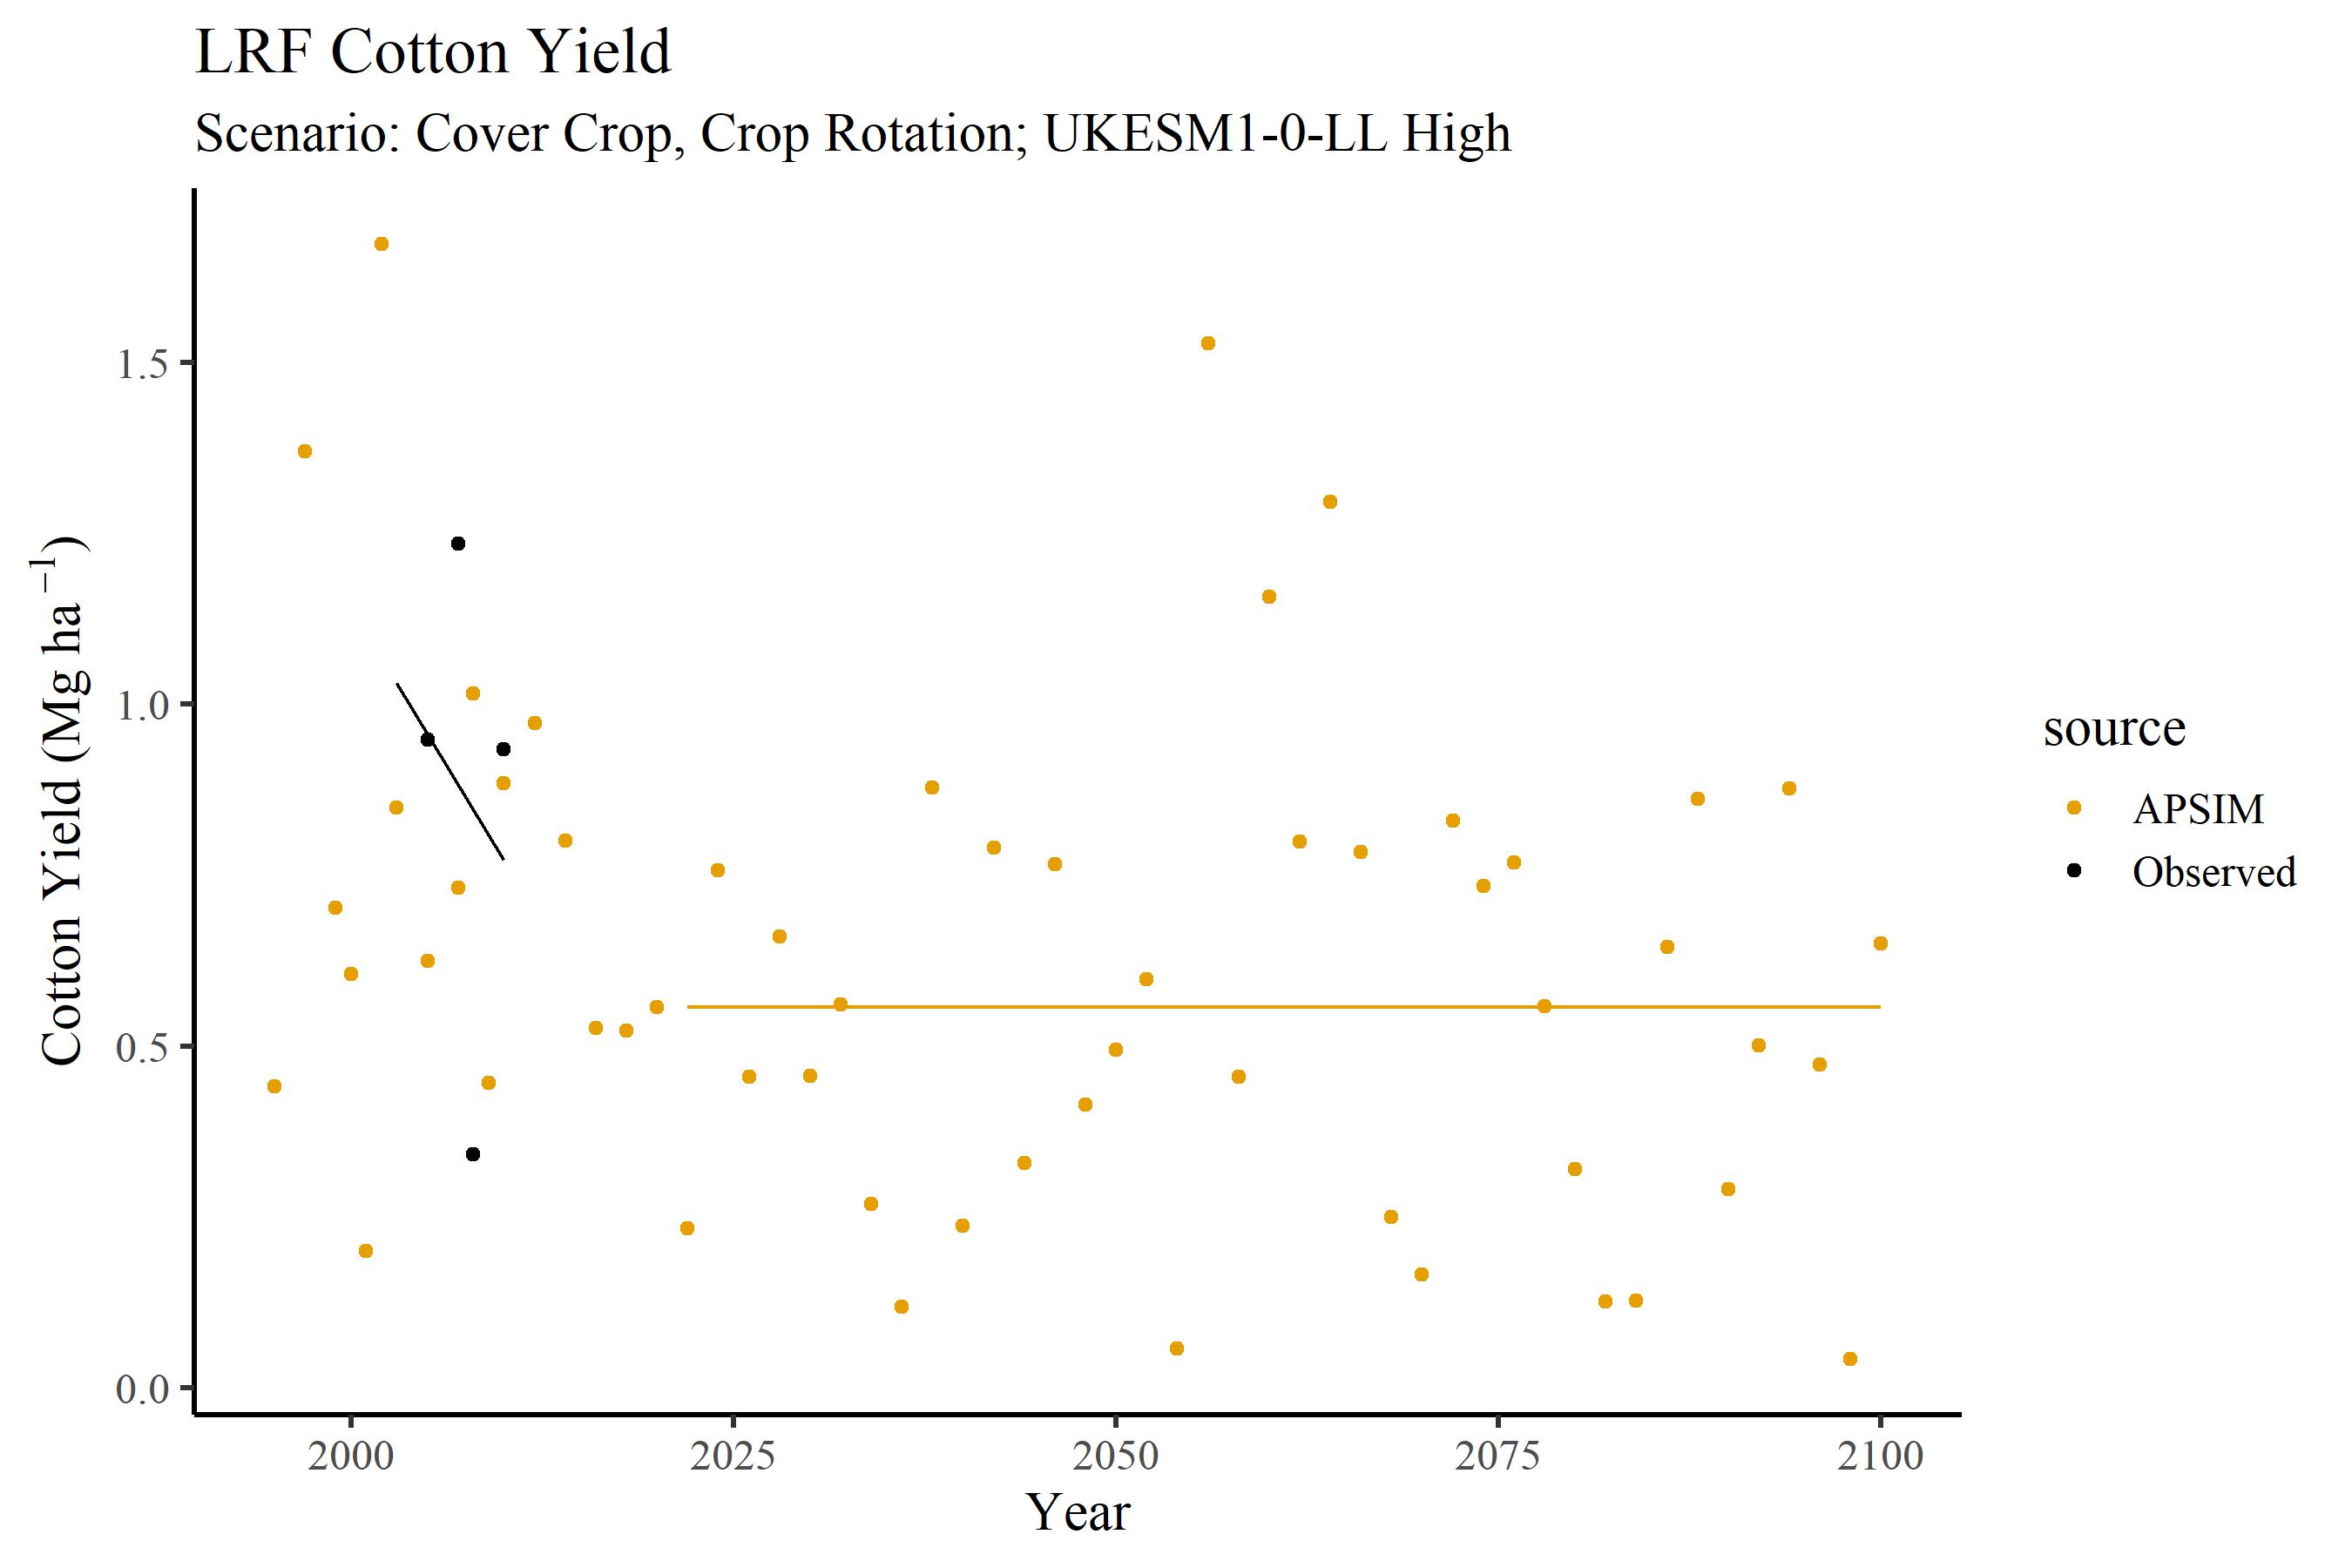 LRF Cotton Yield
Scenario: Cover Crop, Crop Rotation; UKESM1-0-LL High
Cotton Yield (Mg ha⁻¹)
1.5
1.0
0.5
0.0
2000 2025 2050 2075 2100
Year
source
APSIM
Observed